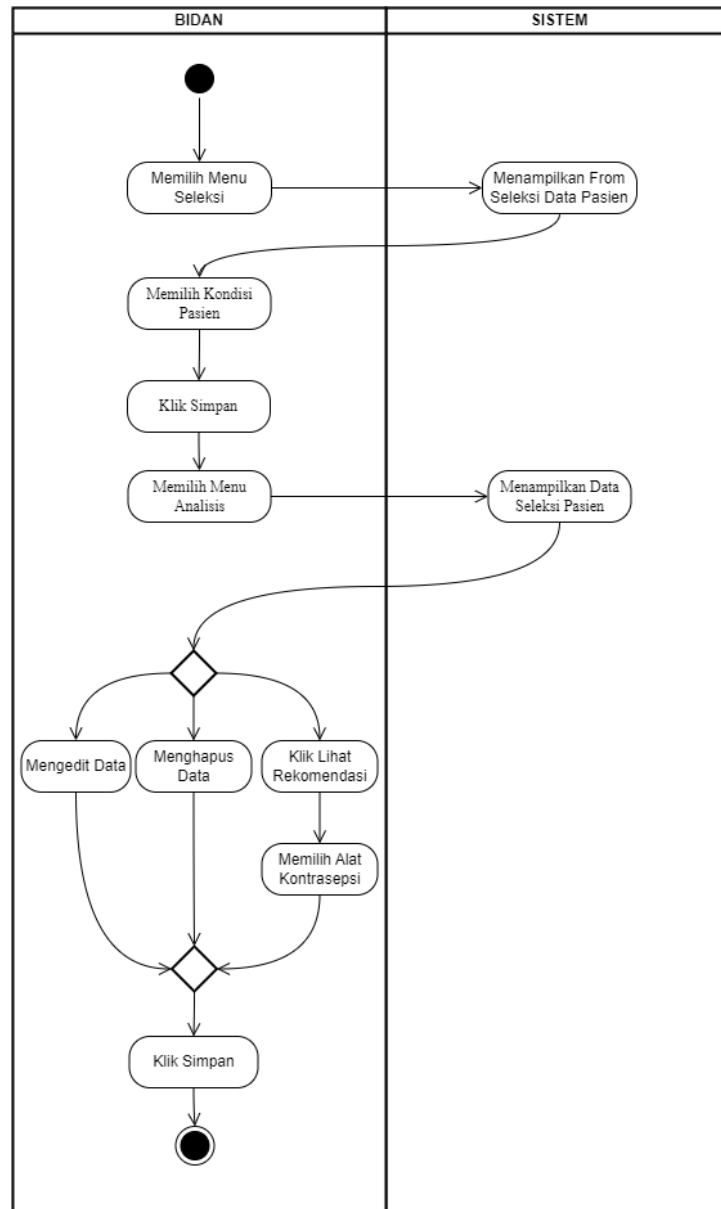 BIDAN
SISTEM
Memilih Menu
Seleksi
Menampilkan From
Seleksi Data Pasien
Memilih Kondisi
Pasien
Klik Simpan
Memilih Menu
Analisis
Menampilkan Data
Seleksi Pasien
Mengedit Data
Menghapus
Data
Klik Lihat
Rekomendasi
Memilih Alat
Kontrasepsi
Klik Simpan